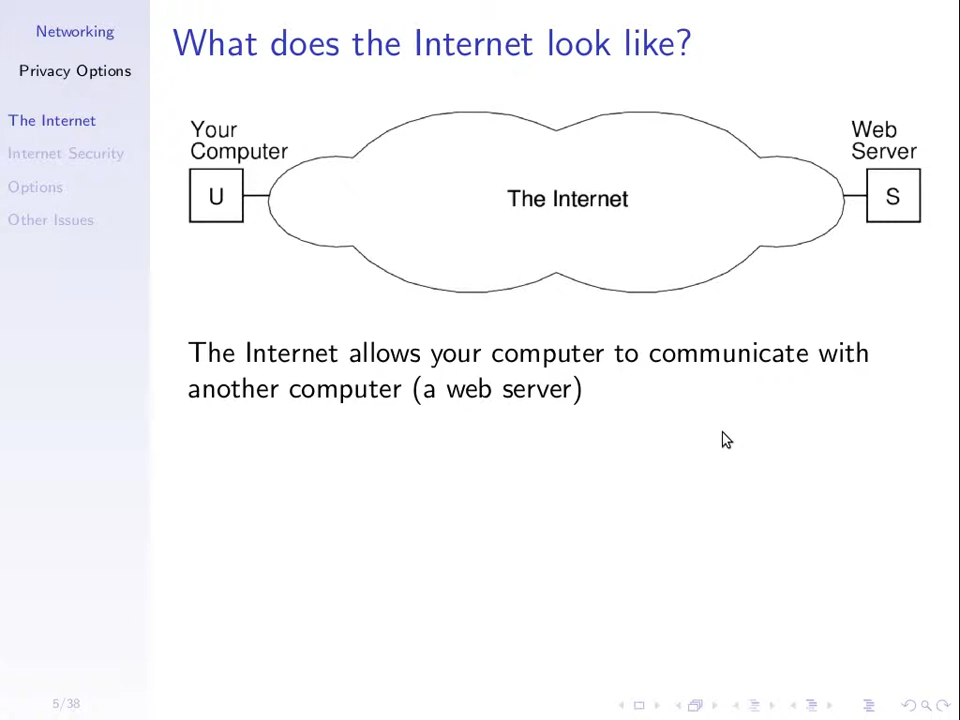 Networking
Privacy Options
The Internet
Internet Security
Options
Other Issues
What does the Internet look like?
Your
Computer
U
The Internet
Web
Server
S
The Internet allows your computer to communicate with
another computer (a web server)
5/38